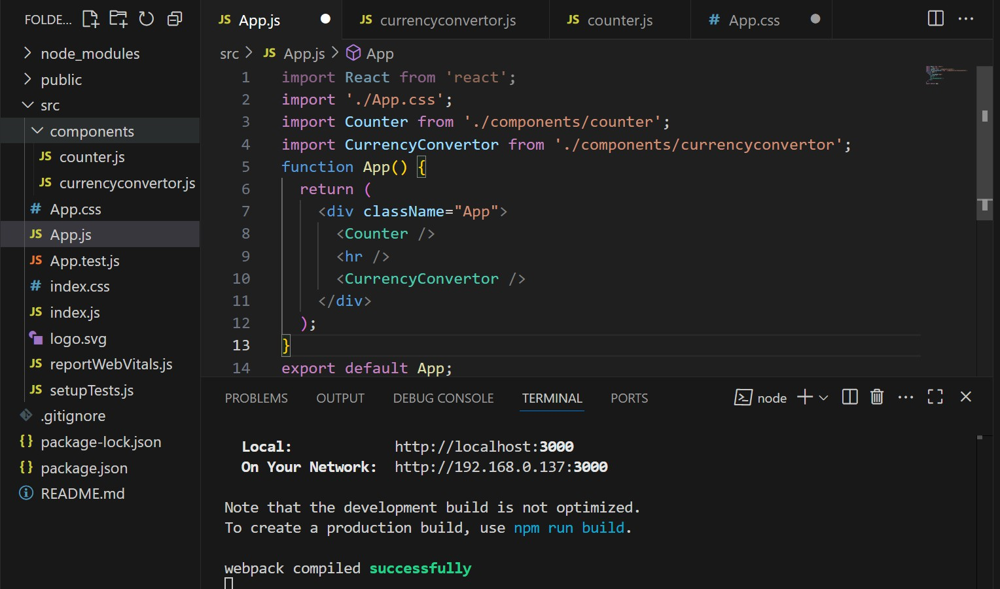 FOLDE...
node_modules
public
src
components
JS counter.js
JS currencyconvertor.js
# App.css
JS App.js
JS App.test.js
# index.css
JS index.js
logo.svg
JS reportWebVitals.js
JS setupTests.js
.gitignore
{} package-lock.json
{} package.json
README.md
JS App.js
JS currencyconvertor.js
JS counter.js
# App.css
src > JS App.js > App
1 import React from 'react';
2 import './App.css';
3 import Counter from './components/counter';
4 import CurrencyConvertor from './components/currencyconvertor';
5 function App() {
6 return (
7 <div className="App">
8 <Counter />
9 <hr />
10 <CurrencyConvertor />
11 </div>
12 );
13 }
14 export default App;
PROBLEMS OUTPUT DEBUG CONSOLE TERMINAL PORTS
node
Local: http://localhost:3000
On Your Network: http://192.168.0.137:3000
Note that the development build is not optimized.
To create a production build, use npm run build.
webpack compiled successfully